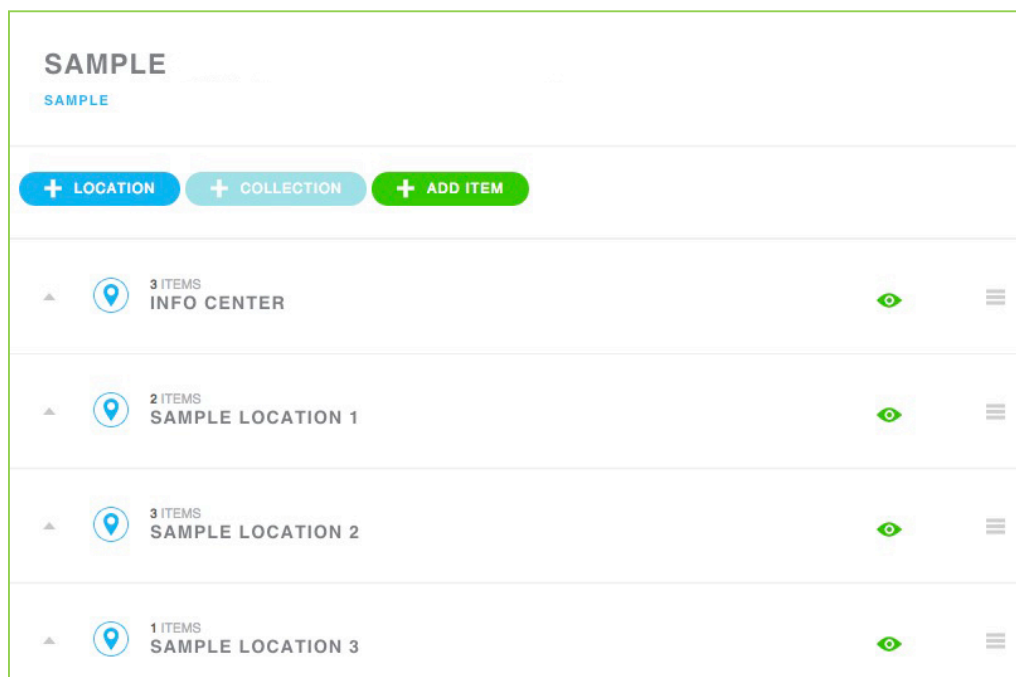 SAMPLE
SAMPLE
LOCATION COLLECTION ADD ITEM
3 ITEMS
INFO CENTER
2 ITEMS
SAMPLE LOCATION 1
3 ITEMS
SAMPLE LOCATION 2
1 ITEMS
SAMPLE LOCATION 3